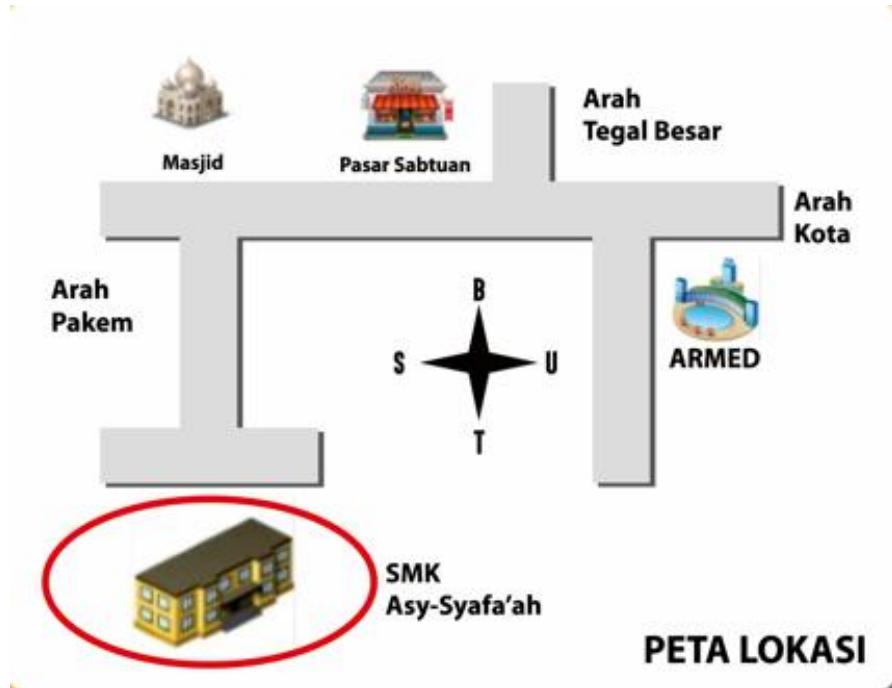 Masjid
Pasar Sabtuan
Arah
Tegal Besar
Arah
Kota
Arah
Pakem
B
S
U
T
ARMED
SMK
Asy-Syafa'ah
PETA LOKASI